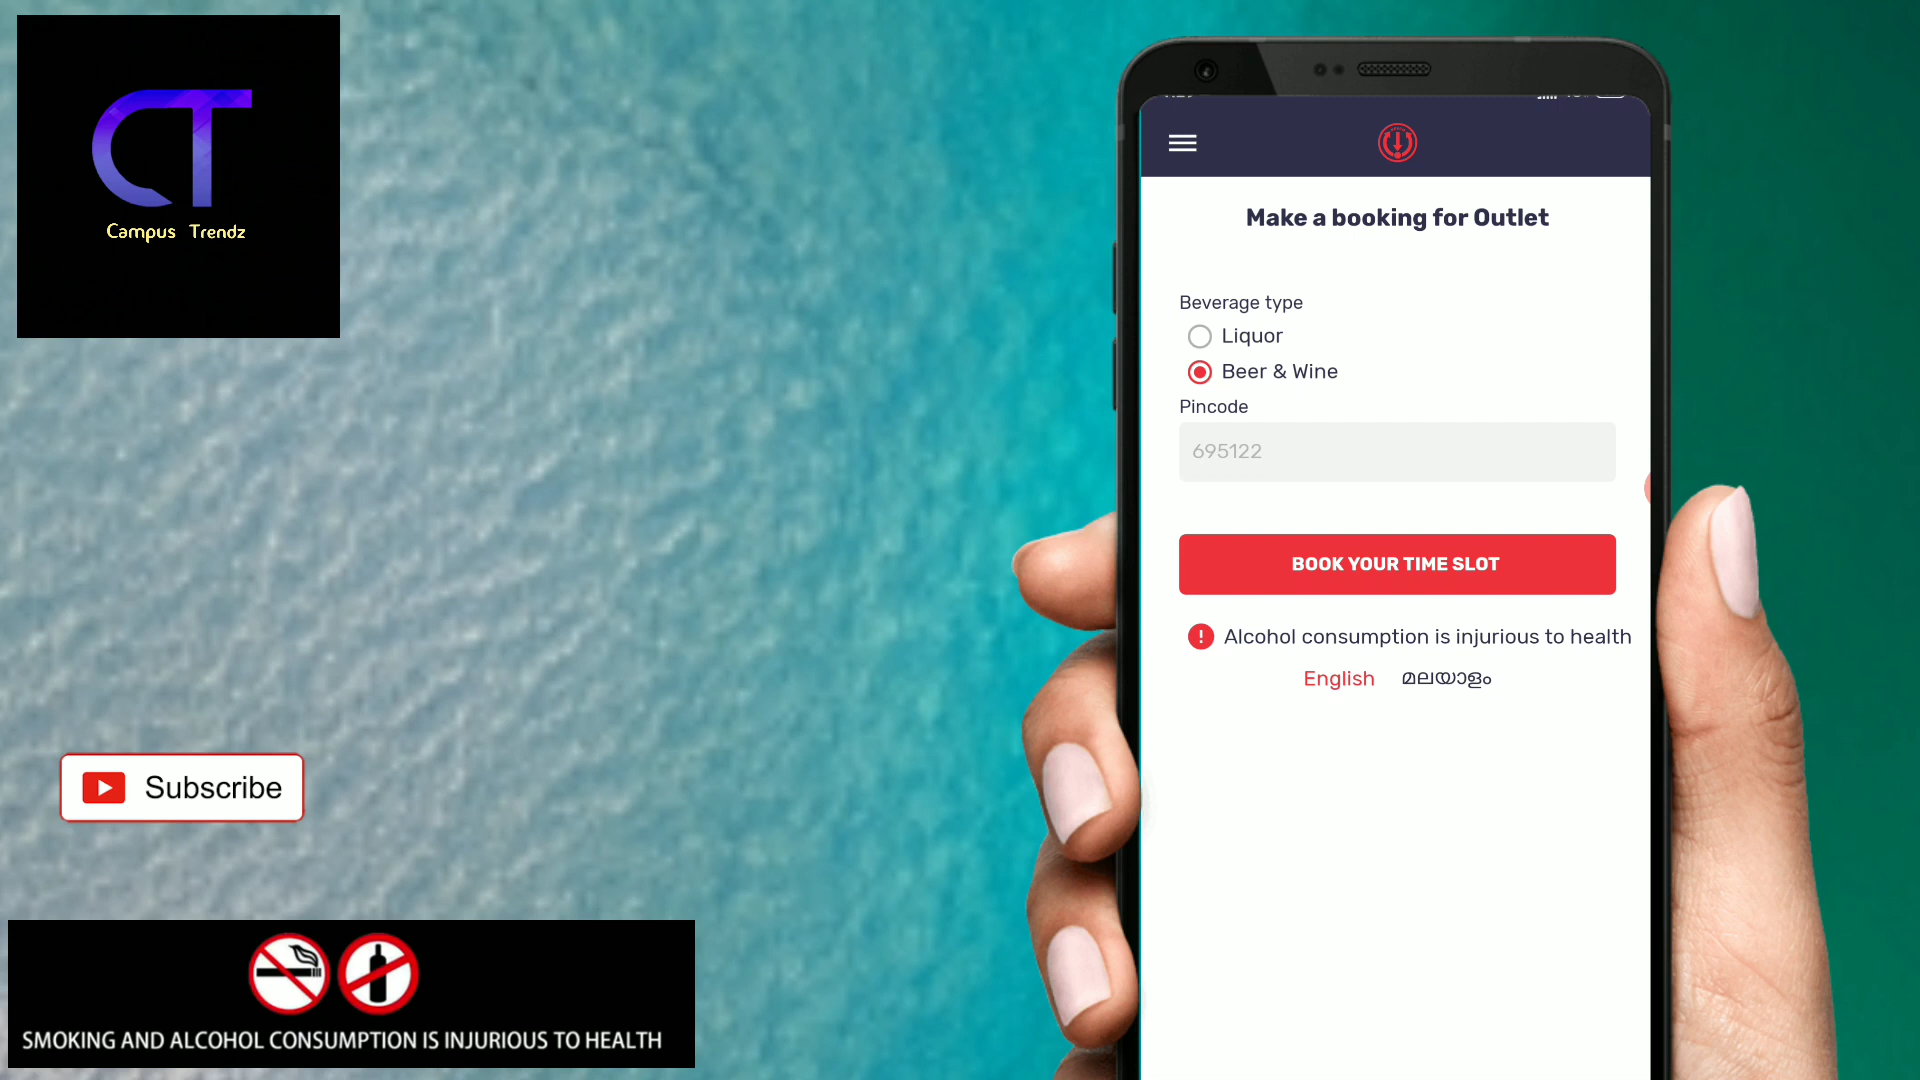 CT
Campus Trendz
Make a booking for Outlet
Beverage type
Liquor
Beer & Wine
Pincode
695122
BOOK YOUR TIME SLOT
Alcohol consumption is injurious to health
English മലയാളം
Subscribe
SMOKING AND ALCOHOL CONSUMPTION IS INJURIOUS TO HEALTH